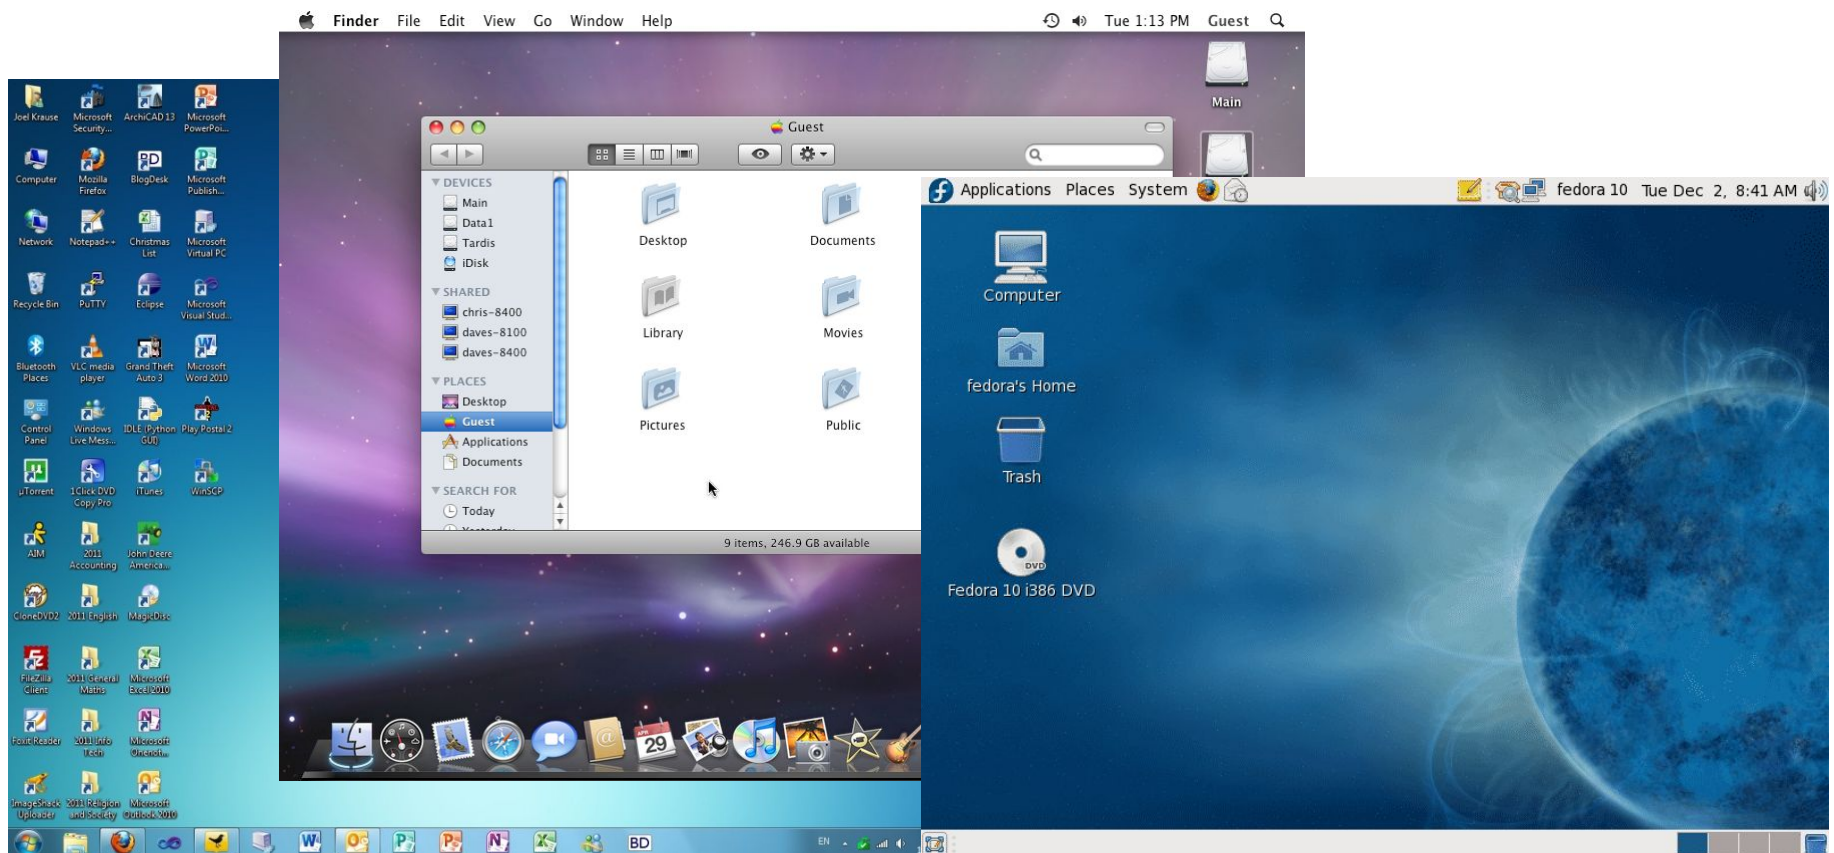 Finder File Edit View Go Window Help
Tue 1:13 PM Guest
Main
Guest
DEVICES
Main
Data1
Tardis
iDisk
SHARED
chris-8400
daves-8100
daves-8400
PLACES
Desktop
Guest
Applications
Documents
SEARCH FOR
Today
Yesterday
Desktop
Documents
Library
Movies
Pictures
Public
9 items, 246.9 GB available
APR
29
Joel Krause
Microsoft
Security...
ArchiCAD 13
Microsoft
PowerPoi...
Computer
Mozilla
Firefox
BD
BlogDesk
Microsoft
Publish...
Network
Notepad++
Christmas
List
Microsoft
Virtual PC
Recycle Bin
PuTTY
Eclipse
Microsoft
Visual Stud...
Bluetooth
Places
VLC media
player
Grand Theft
Auto 3
Microsoft
Word 2010
Control
Panel
Windows
Live Mess...
IDLE (Python
GUI)
Play Postal 2
µTorrent
1Click DVD
Copy Pro
iTunes
WinSCP
AIM
2011
Accounting
John Deere
America...
CloneDVD2
2011 English
MagicDisc
FileZilla
Client
2011 General
Maths
Microsoft
Excel 2010
Foxit Reader
2011 Info
Tech
Microsoft
Onenot...
ImageShack
Uploader
2011 Religion
and Society
Microsoft
Outlook 2010
BD
EN
Applications Places System
fedora 10 Tue Dec 2, 8:41 AM
Computer
fedora's Home
Trash
DVD
Fedora 10 i386 DVD